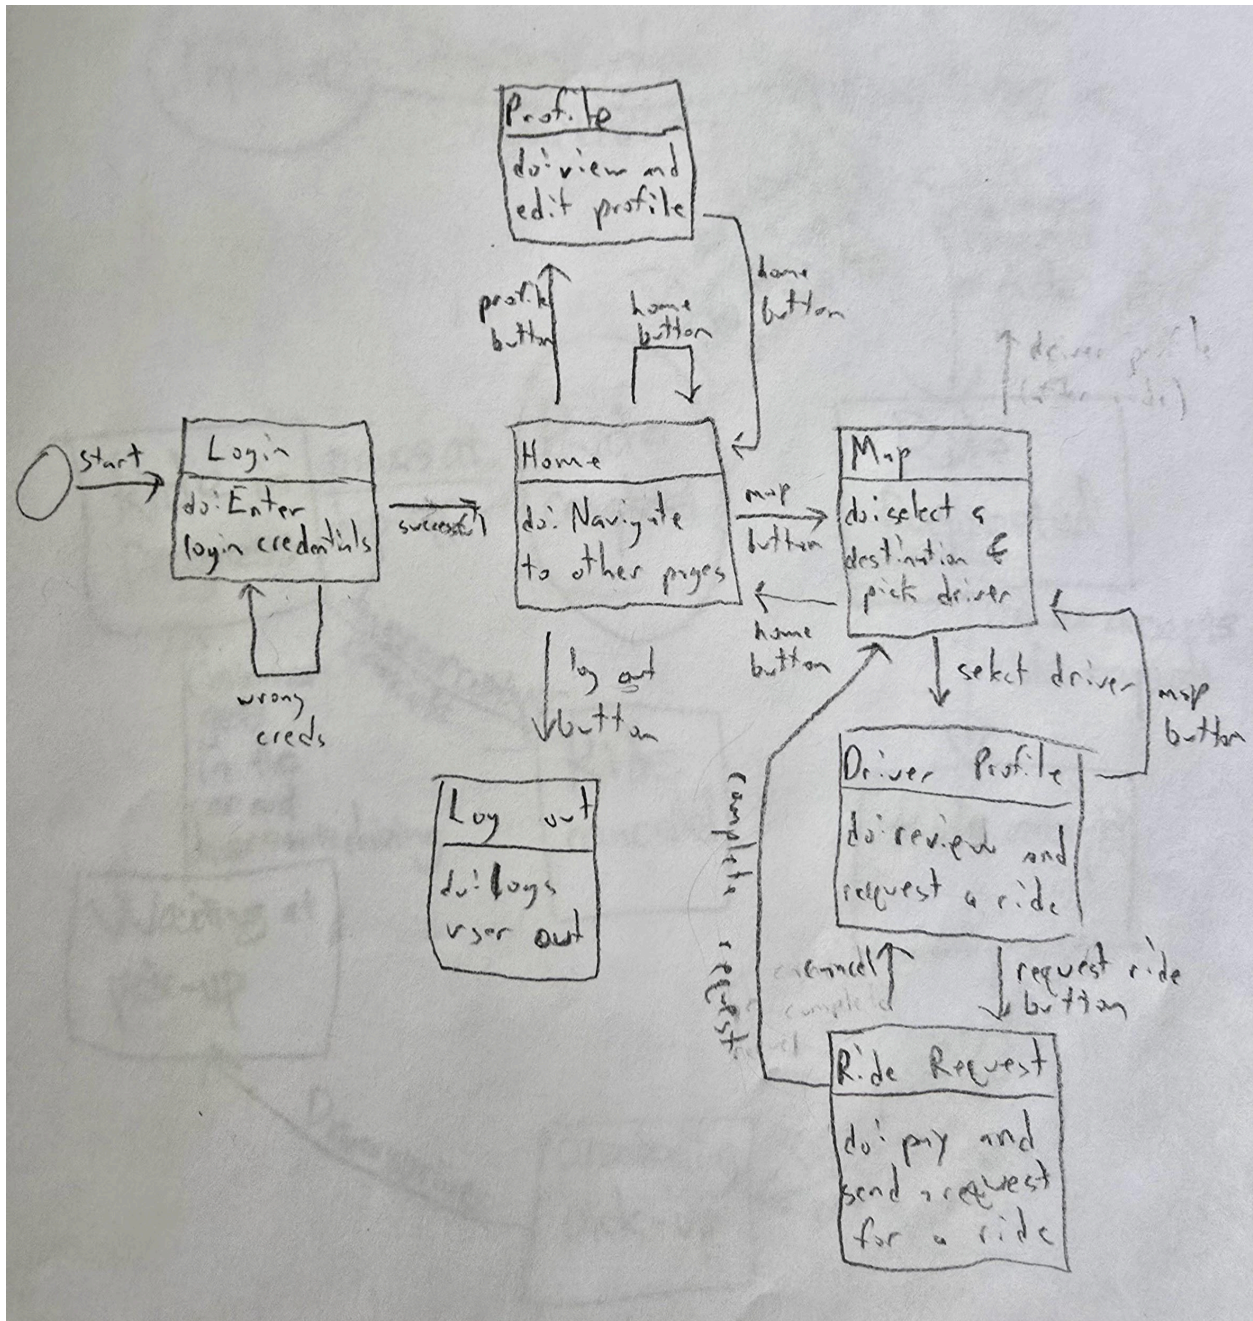 Profile
do: view and
edit profile
profile
button
home
button
home
button
start
Login
do: Enter
login credentials
successful
wrong
creds
Home
do: Navigate
to other pages
map
button
home
button
Map
do: select a
destination &
pick driver
log out
button
Log out
do: Logs
user out
select driver
map
button
Driver Profile
do: review and
request a ride
complete request
cancel
request ride
button
Ride Request
do: pay and
send a request
for a ride